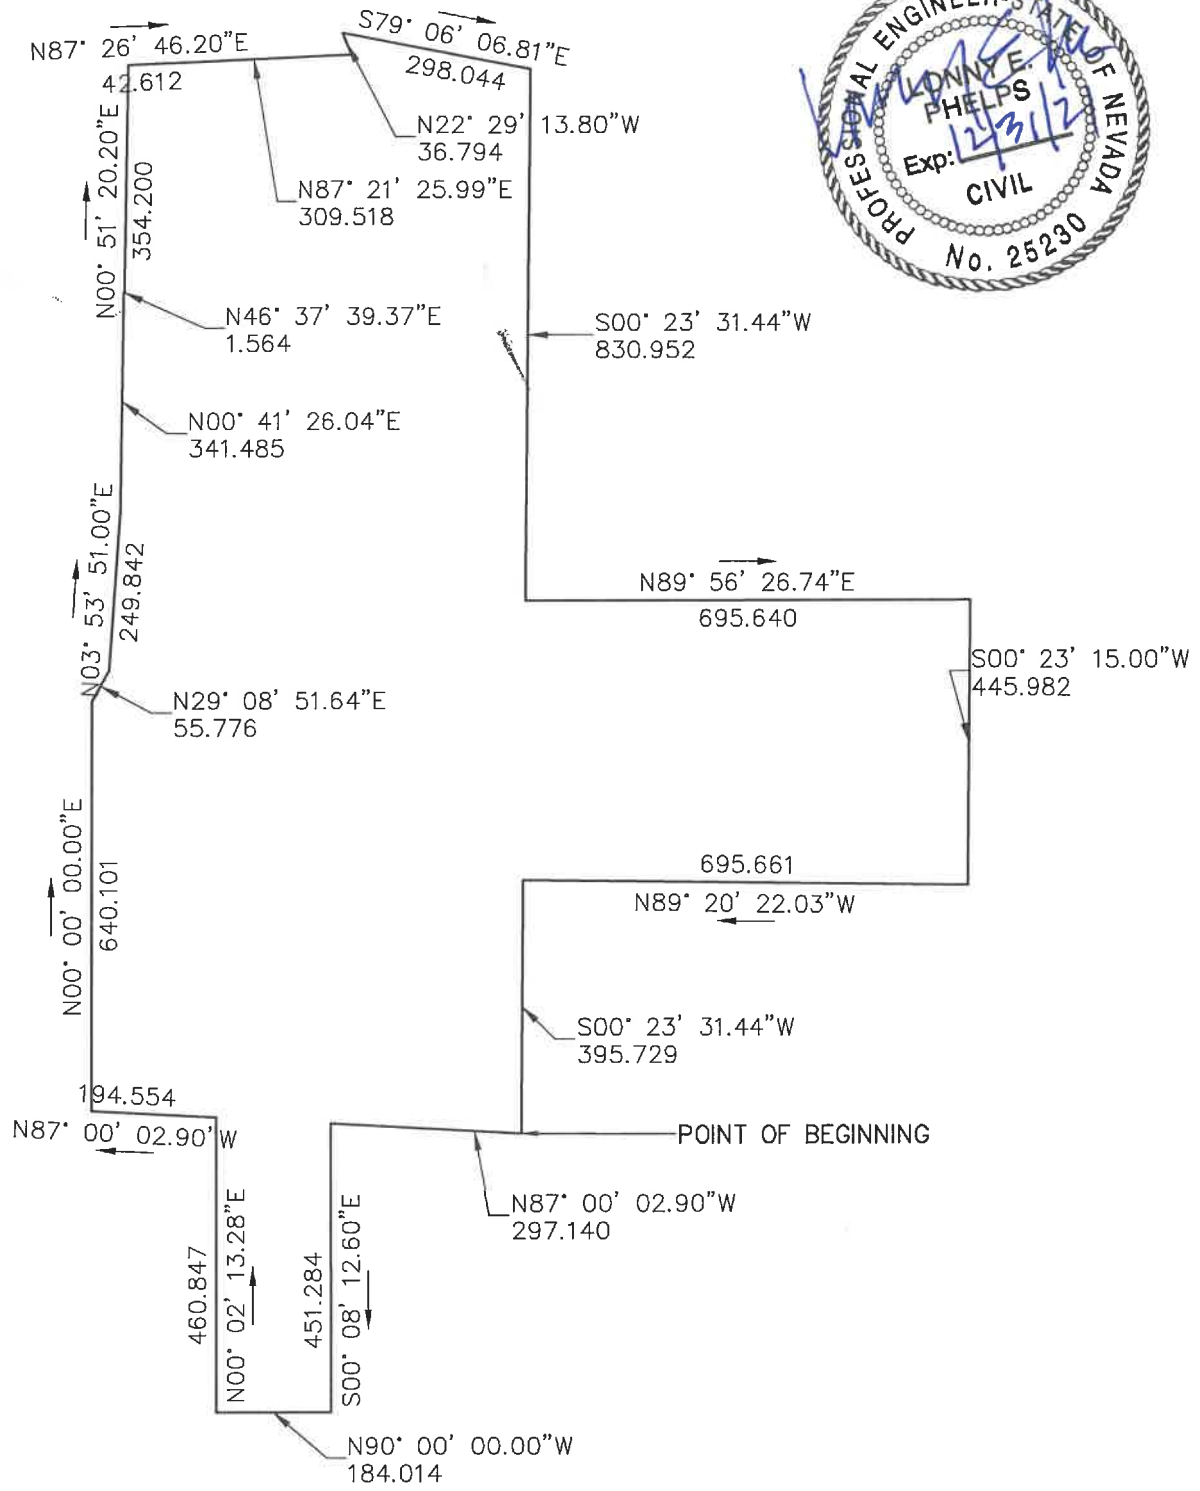 N87° 26' 46.20"E
42.612
S79° 06' 06.81"E
298.044
N22° 29' 13.80"W
36.794
N87° 21' 25.99"E
309.518
N00° 51' 20.20"E
354.200
N46° 37' 39.37"E
1.564
S00° 23' 31.44"W
830.952
N00° 41' 26.04"E
341.485
N03° 53' 51.00"E
249.842
N89° 56' 26.74"E
695.640
S00° 23' 15.00"W
445.982
N29° 08' 51.64"E
55.776
N00° 00' 00.00"E
640.101
695.661
N89° 20' 22.03"W
S00° 23' 31.44"W
395.729
194.554
N87° 00' 02.90'W
POINT OF BEGINNING
N87° 00' 02.90"W
297.140
460.847
N00° 02' 13.28"E
451.284
S00° 08' 12.60"E
N90° 00' 00.00"W
184.014
PROFESSIONAL ENGINEER STATE OF NEVADA
LONNY E.
PHELPS
Exp: 12/31/21
CIVIL
No. 25230